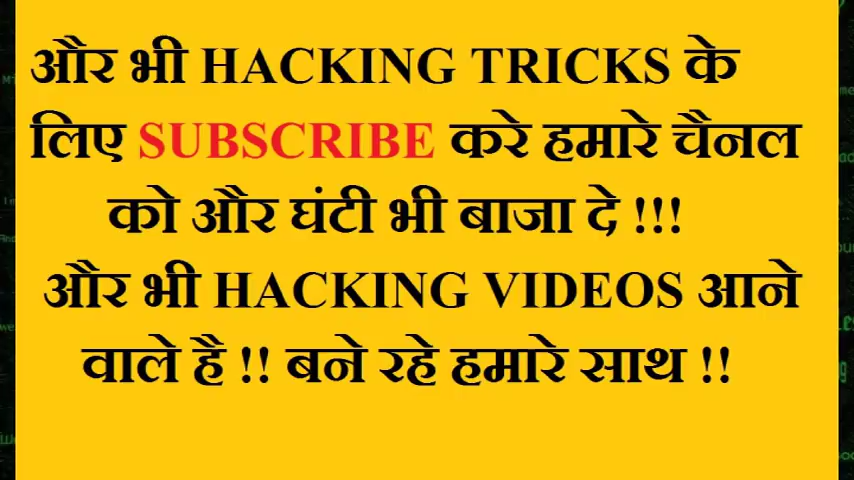 और भी HACKING TRICKS के
लिए SUBSCRIBE करे हमारे चैनल
को और घंटी भी बाजा दे !!!
और भी HACKING VIDEOS आने
वाले है !! बने रहे हमारे साथ !!